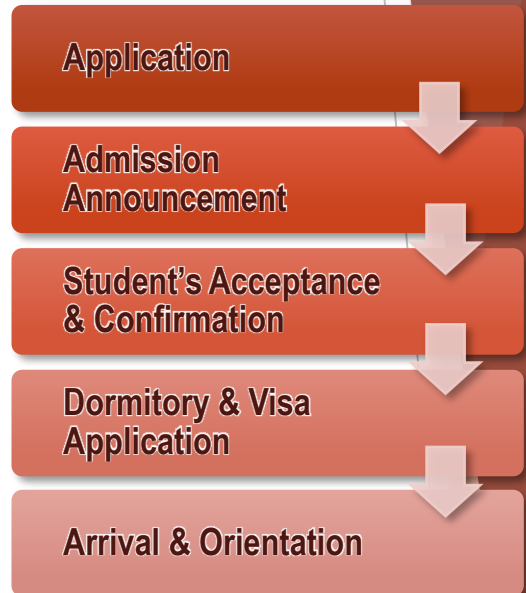 Application
Admission
Announcement
Student's Acceptance
& Confirmation
Dormitory & Visa
Application
Arrival & Orientation